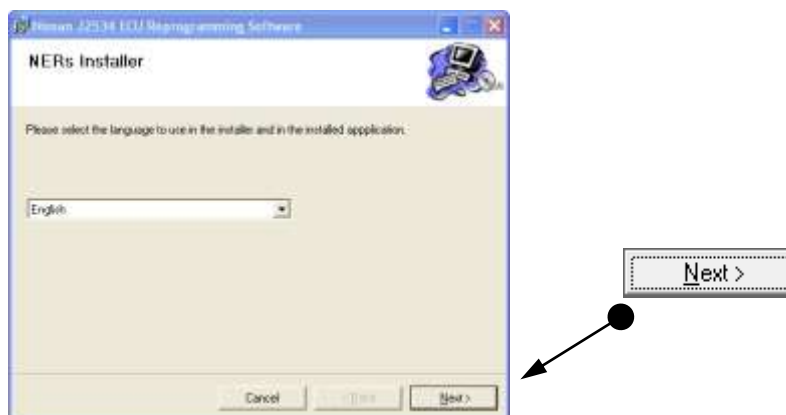 Nissan J2534 ECU Reprogramming Software
NERs Installer
Please select the language to use in the installer and in the installed appplication.
English
Next >
Cancel
< Back
Next >